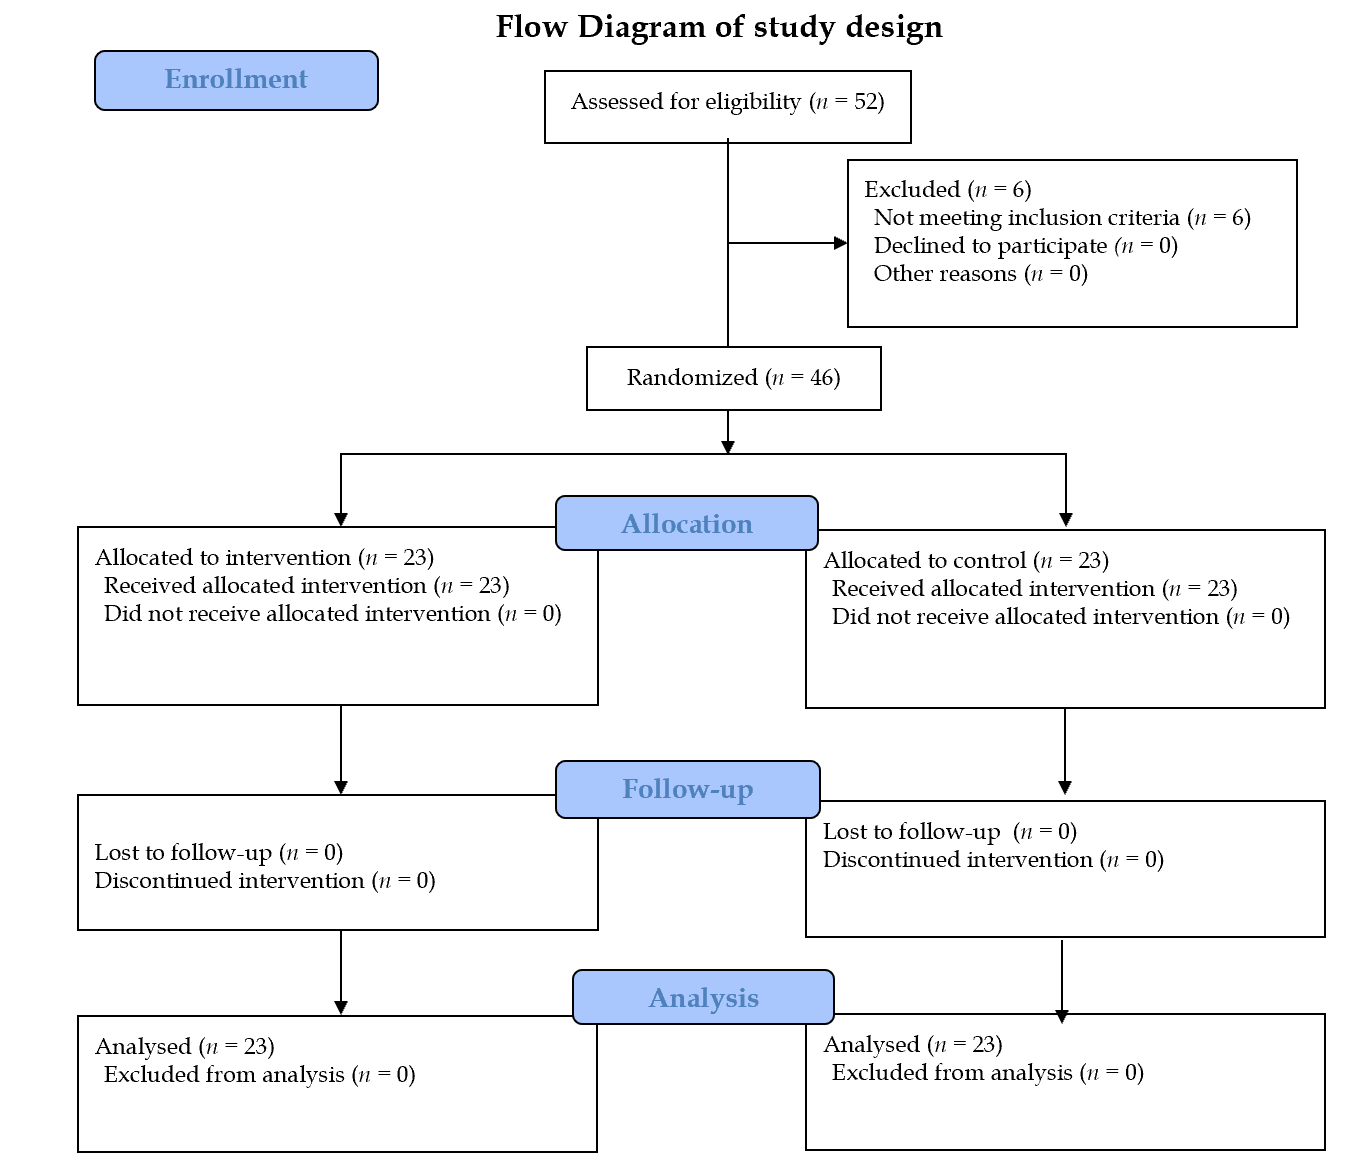 Flow Diagram of study design
Enrollment
Assessed for eligibility (n = 52)
Excluded (n = 6)
Not meeting inclusion criteria (n = 6)
Declined to participate (n = 0)
Other reasons (n = 0)
Randomized (n = 46)
Allocation
Allocated to intervention (n = 23)
Received allocated intervention (n = 23)
Did not receive allocated intervention (n = 0)
Allocated to control (n = 23)
Received allocated intervention (n = 23)
Did not receive allocated intervention (n = 0)
Follow-up
Lost to follow-up (n = 0)
Discontinued intervention (n = 0)
Lost to follow-up  (n = 0)
Discontinued intervention (n = 0)
Analysis
Analysed (n = 23)
Excluded from analysis (n = 0)
Analysed (n = 23)
Excluded from analysis (n = 0)